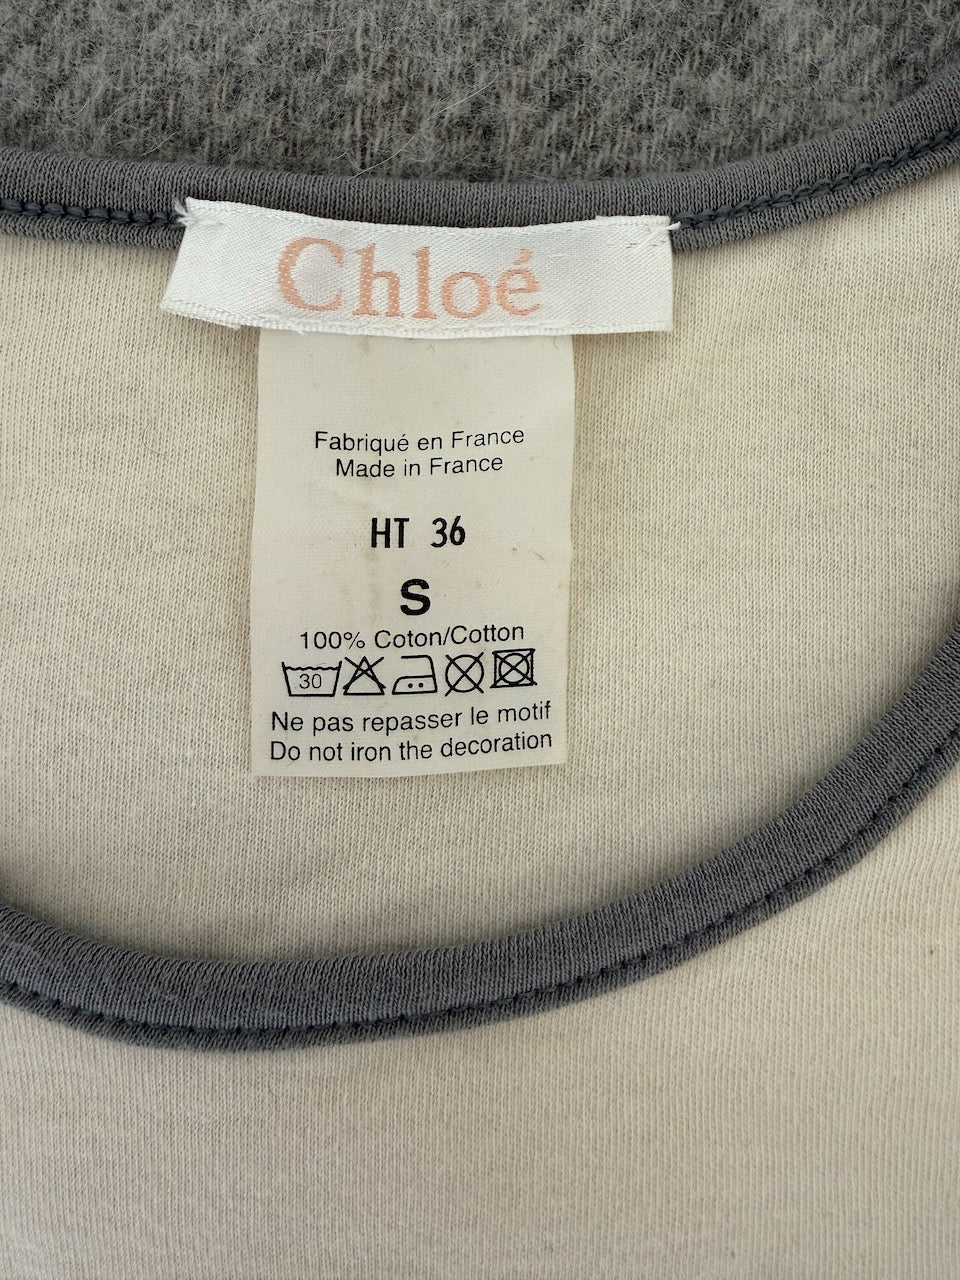 Chloé
Fabriqué en France
Made in France
HT 36
S
100% Coton/Cotton
30
Ne pas repasser le motif
Do not iron the decoration